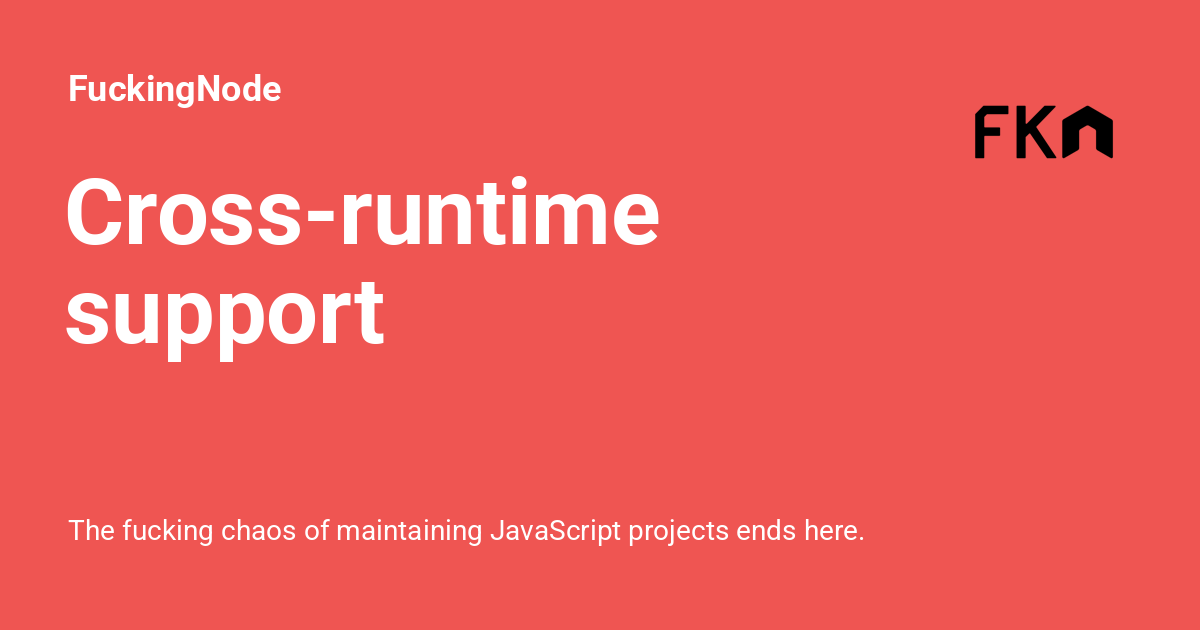 FuckingNode
FKn
Cross-runtime
support
The fucking chaos of maintaining JavaScript projects ends here.